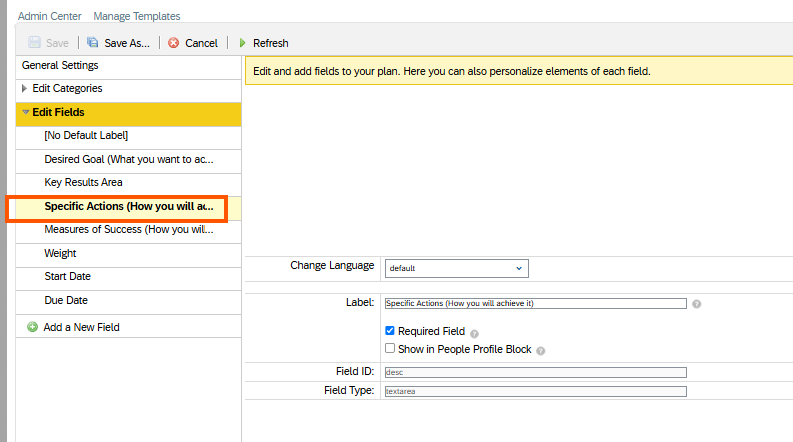 Admin Center Manage Templates
Save Save As... Cancel Refresh
General Settings
Edit Categories
Edit Fields
[No Default Label]
Desired Goal (What you want to ac...
Key Results Area
Specific Actions (How you will ac...
Measures of Success (How you will...
Weight
Start Date
Due Date
Add a New Field
Edit and add fields to your plan. Here you can also personalize elements of each field.
Change Language default
Label: Specific Actions (How you will achieve it) ?
Required Field ?
Show in People Profile Block ?
Field ID: desc
Field Type: textarea